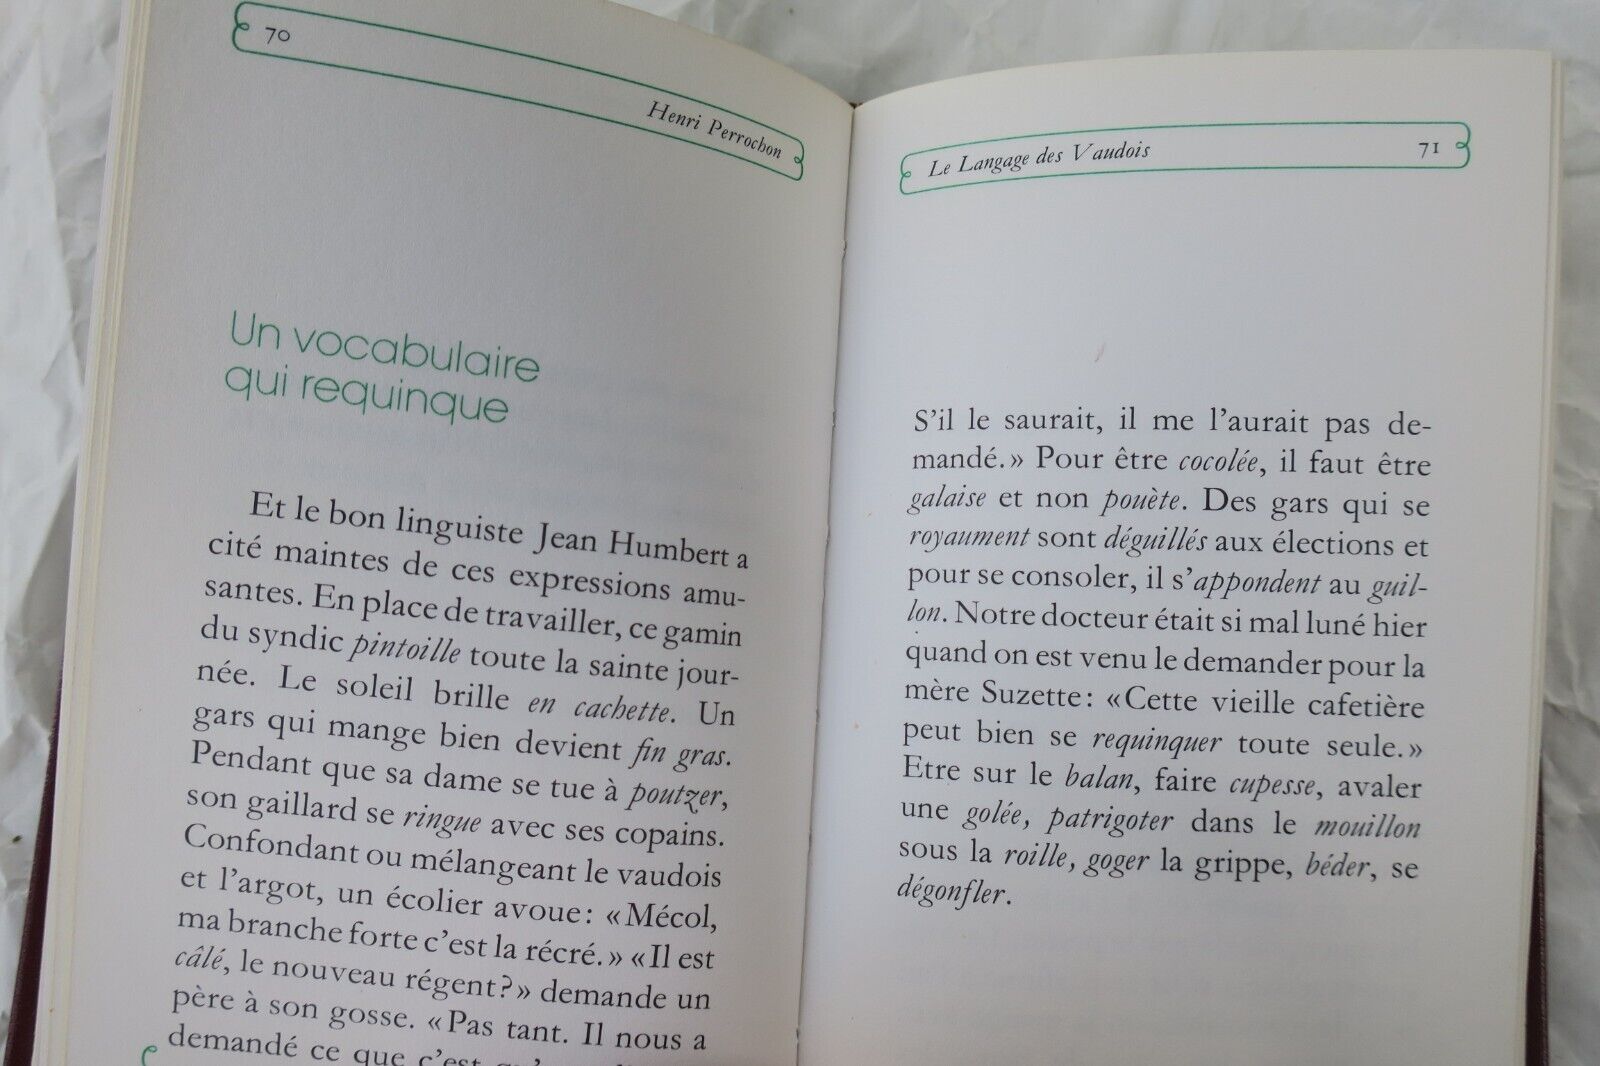 70
Henri Perrochon
Un vocabulaire
qui requinque
Et le bon linguiste Jean Humbert a
cité maintes de ces expressions amu-
santes. En place de travailler, ce gamin
du syndic pintoille toute la sainte jour-
née. Le soleil brille en cachette. Un
gars qui mange bien devient fin gras.
Pendant que sa dame se tue à poutzer,
son gaillard se ringue avec ses copains.
Confondant ou mélangeant le vaudois
et l'argot, un écolier avoue: « Mécol,
ma branche forte c'est la récré. » « Il est
câlé, le nouveau régent? » demande un
père à son gosse. « Pas tant. Il nous a
demandé ce que c'est
Le Langage des Vaudois
71
S'il le saurait, il me l'aurait pas de-
mandé. » Pour être cocolée, il faut être
galaise et non pouète. Des gars qui se
royaument sont déguillés aux élections et
pour se consoler, il s'appondent au guil-
lon. Notre docteur était si mal luné hier
quand on est venu le demander pour la
mère Suzette: « Cette vieille cafetière
peut bien se requinquer toute seule. »
Etre sur le balan, faire cupesse, avaler
une golée, patrigoter dans le mouillon
sous la roille, goger la grippe, béder, se
dégonfler.